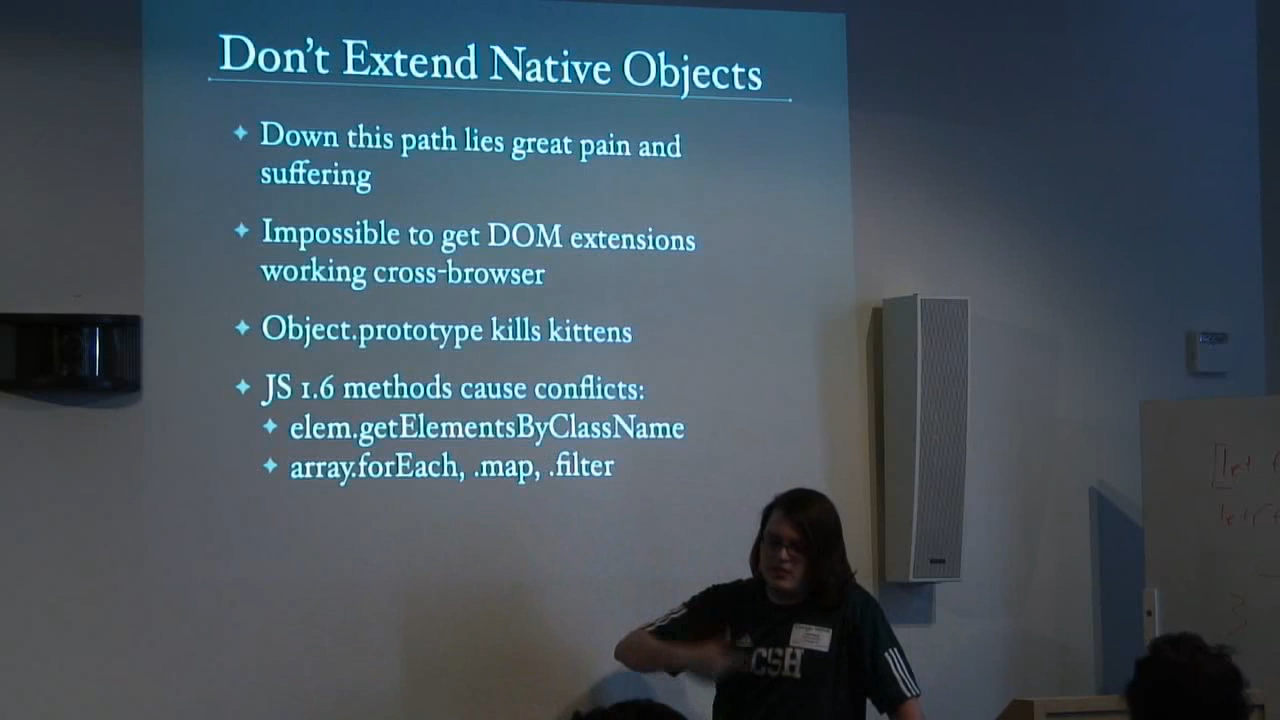 Don't Extend Native Objects
Down this path lies great pain and
suffering
Impossible to get DOM extensions
working cross-browser
Object.prototype kills kittens
JS 1.6 methods cause conflicts:
elem.getElementsByClassName
array.forEach, .map, .filter
CSH
let